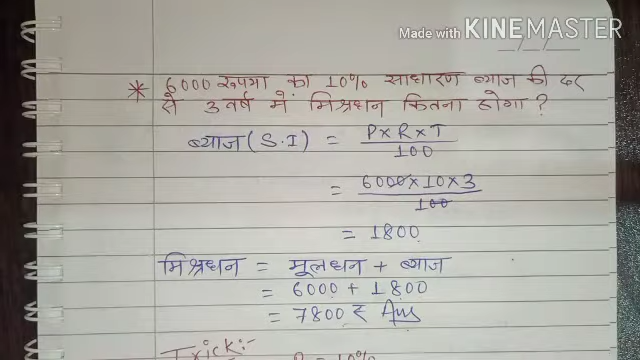 Made with KINEMASTER
* 6000 रूपया का 10% साधारण ब्याज की दर
से 3 वर्ष में मिश्रधन कितना होगा ?
ब्याज (S.I) = P×R×T
100
= 6000×10×3
100
= 1800
मिश्रधन = मूलधन + ब्याज
= 6000 + 1800
= 7800 ₹ Ans
Trick:-
= 10%